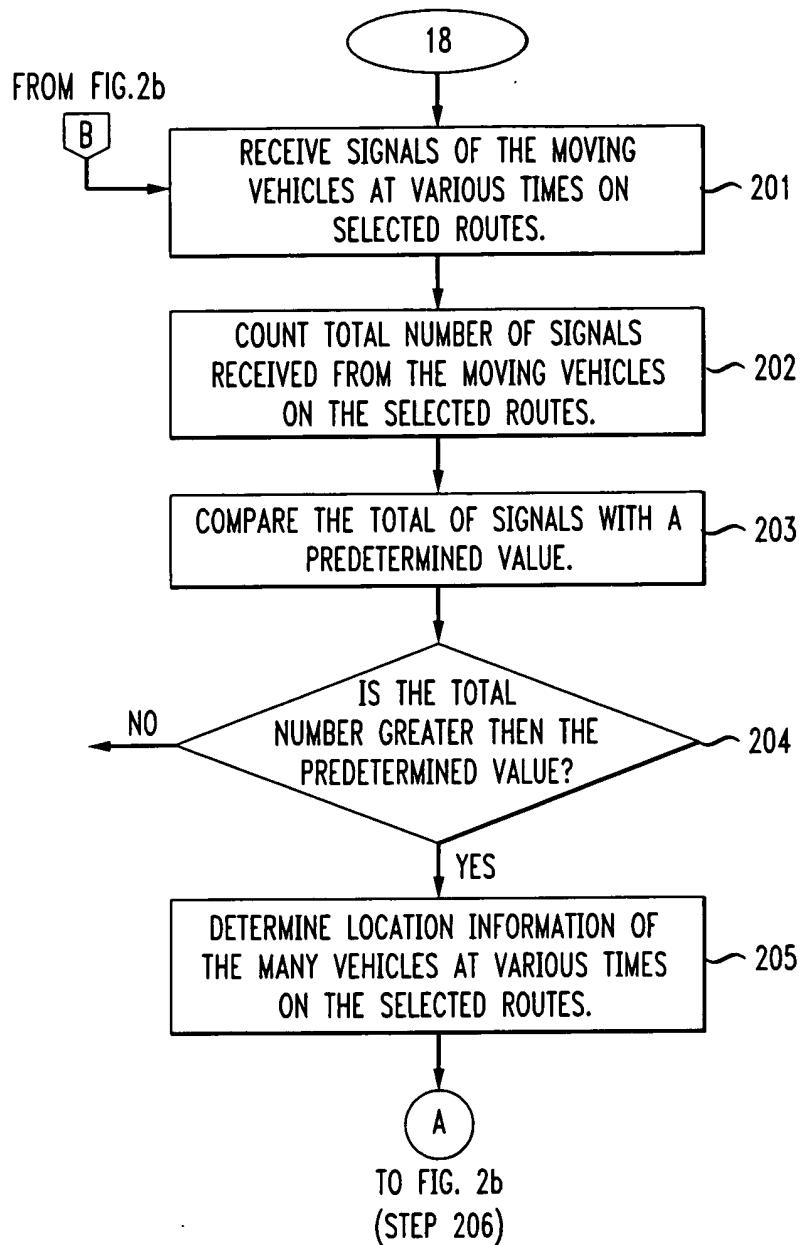 18
FROM FIG.2b
B
RECEIVE SIGNALS OF THE MOVING
VEHICLES AT VARIOUS TIMES ON
SELECTED ROUTES.
201
COUNT TOTAL NUMBER OF SIGNALS
RECEIVED FROM THE MOVING VEHICLES
ON THE SELECTED ROUTES.
202
COMPARE THE TOTAL OF SIGNALS WITH A
PREDETERMINED VALUE.
203
IS THE TOTAL
NUMBER GREATER THEN THE
PREDETERMINED VALUE?
204
NO
YES
DETERMINE LOCATION INFORMATION OF
THE MANY VEHICLES AT VARIOUS TIMES
ON THE SELECTED ROUTES.
205
A
TO FIG. 2b
(STEP 206)